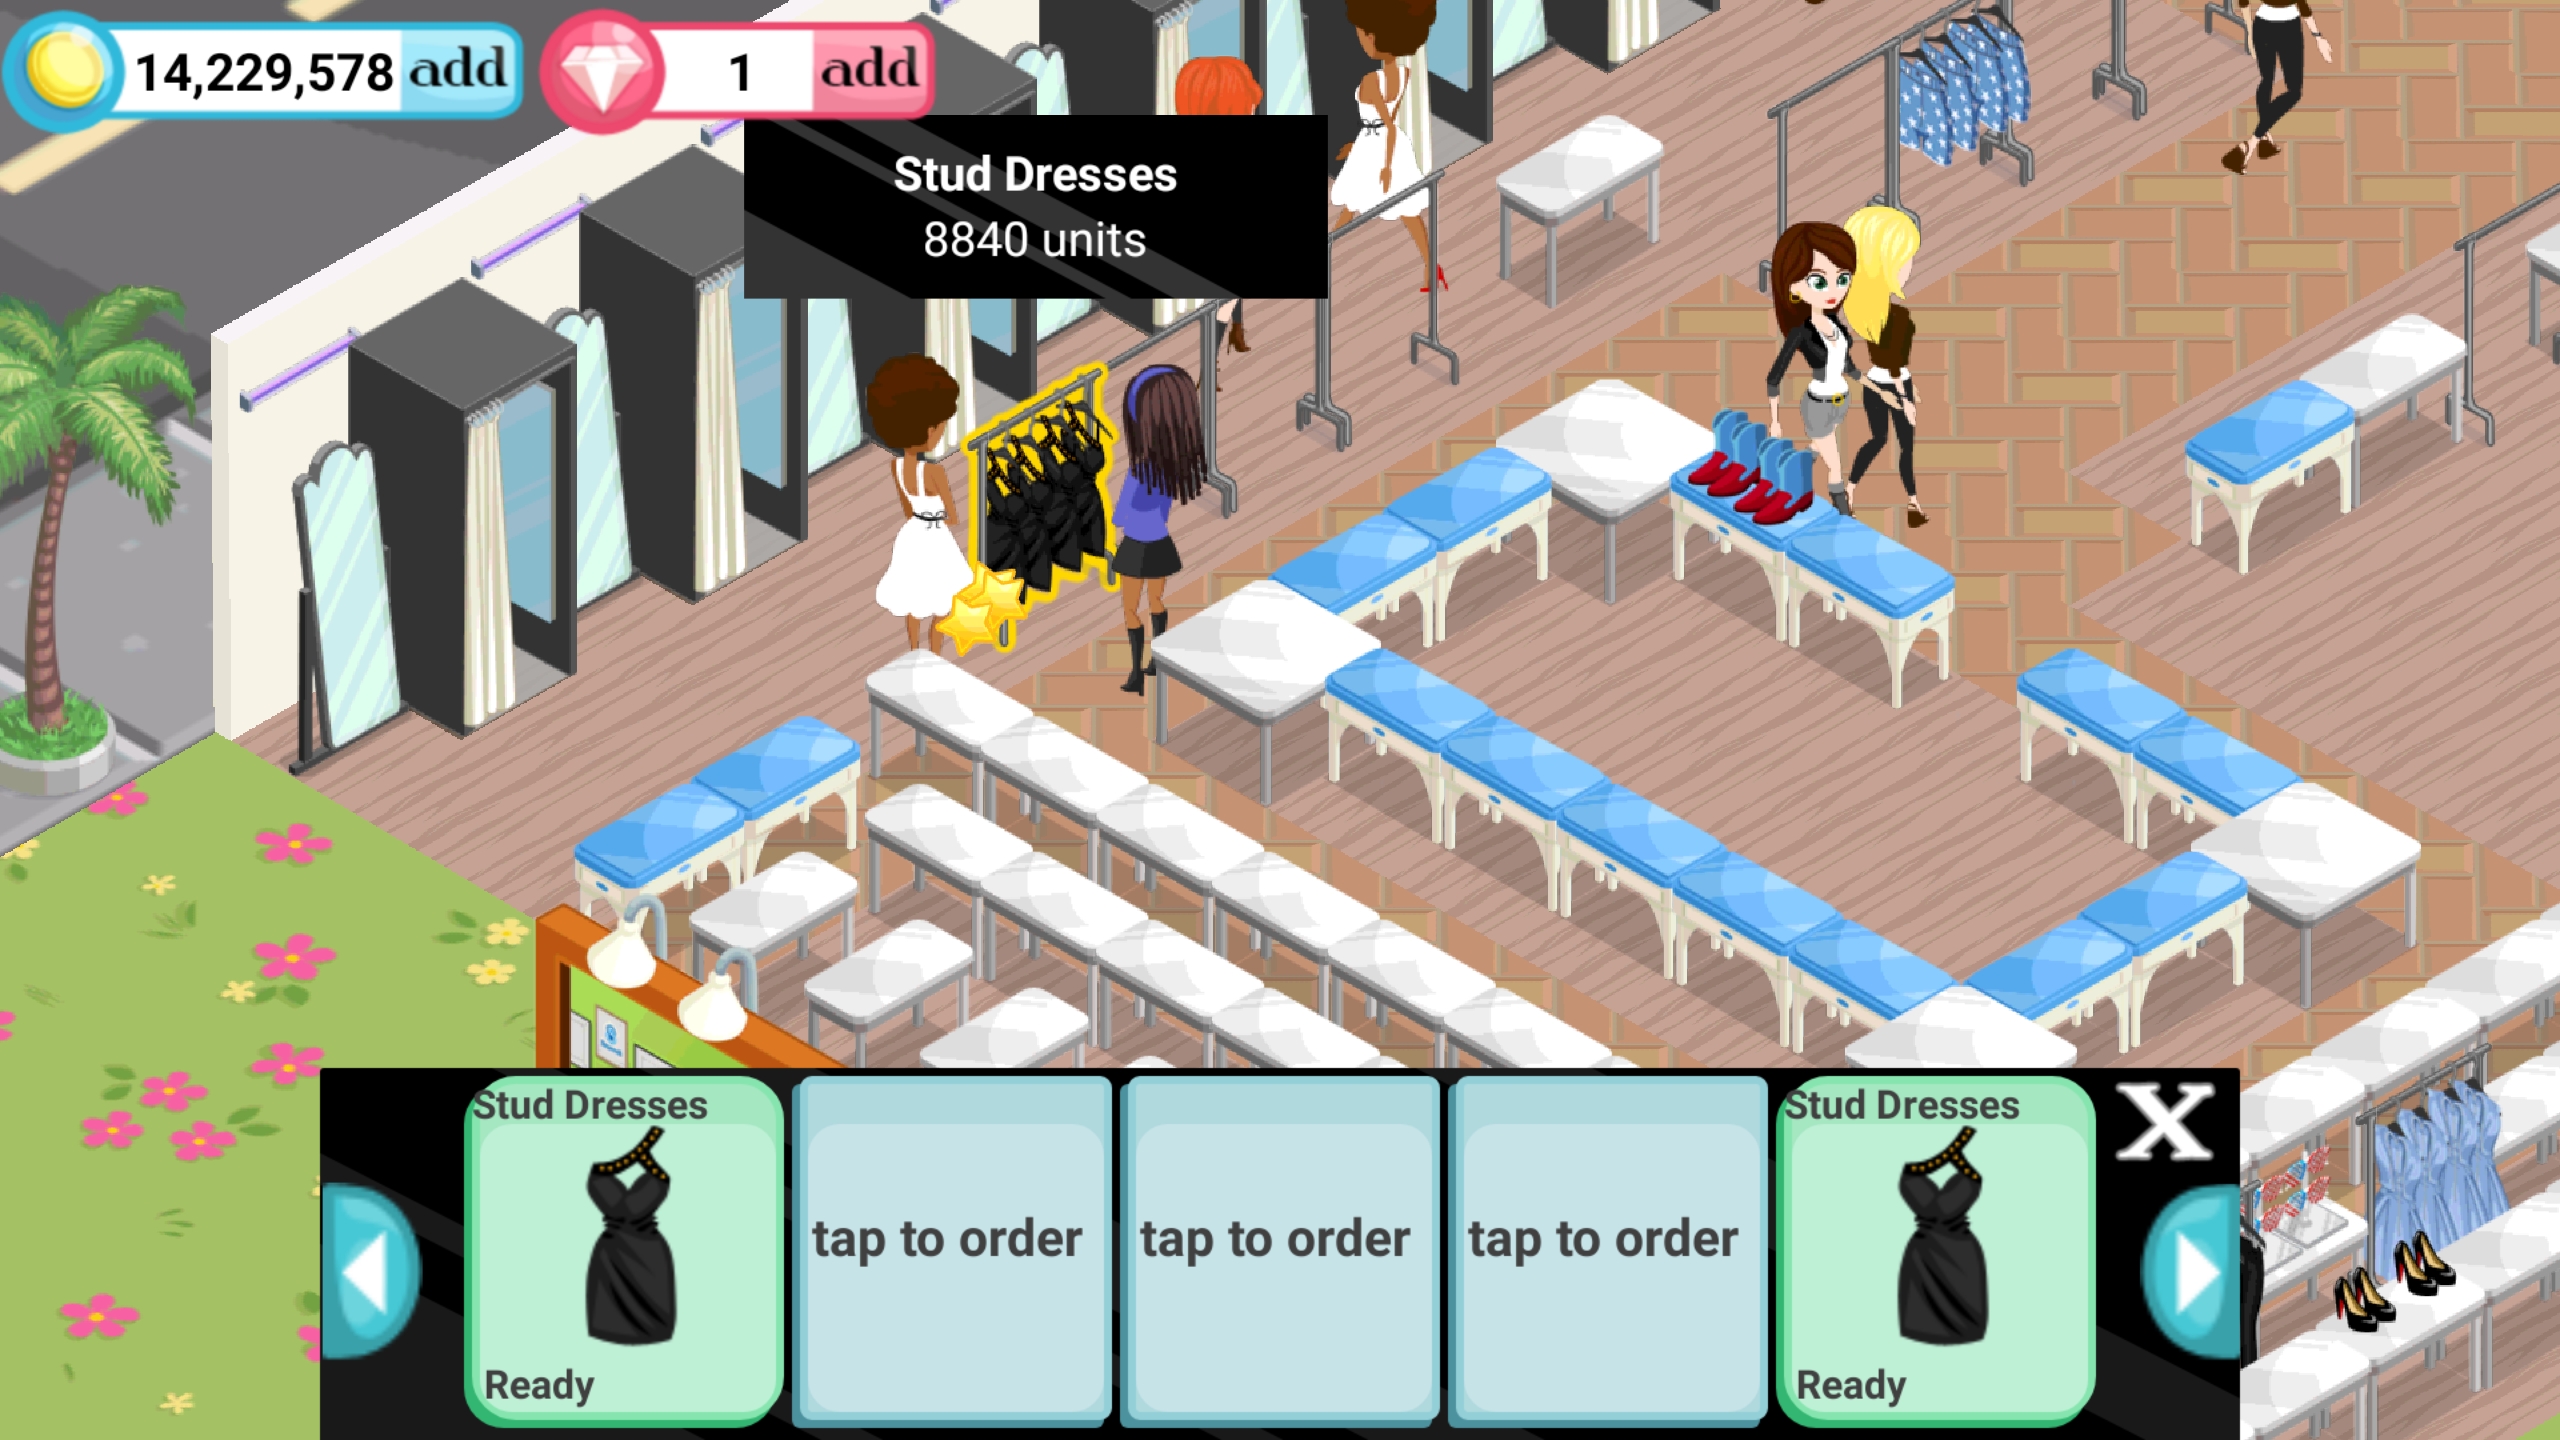 14,229,578 add
1 add
Stud Dresses
8840 units
Stud Dresses
Ready
tap to order
tap to order
tap to order
Stud Dresses
Ready
X